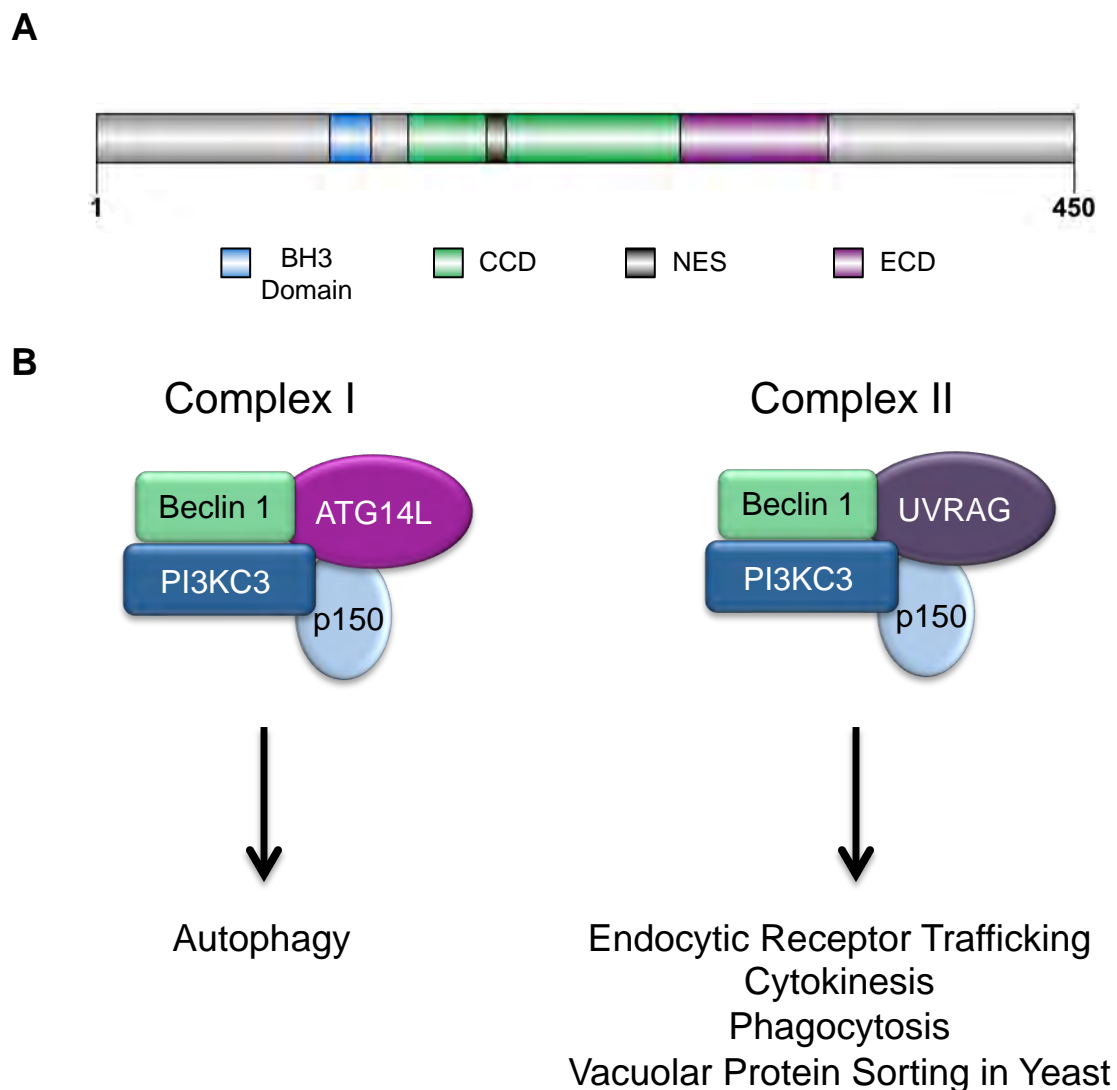 A
1
450
BH3
Domain
CCD
NES
ECD
B
Complex I
Complex II
Beclin 1
ATG14L
PI3KC3
p150
Beclin 1
UVRAG
PI3KC3
p150
Autophagy
Endocytic Receptor Trafficking
Cytokinesis
Phagocytosis
Vacuolar Protein Sorting in Yeast